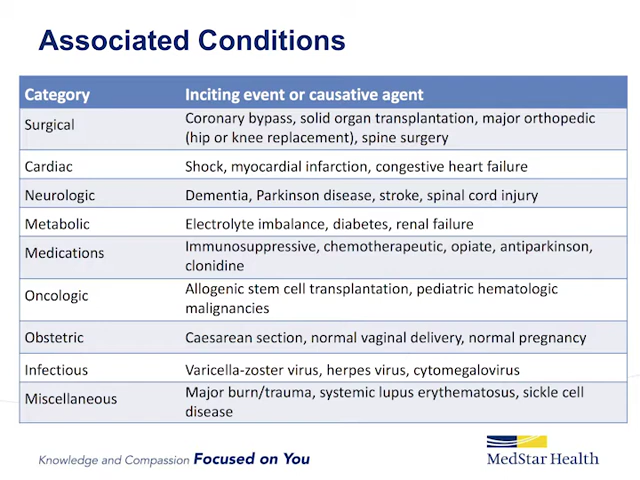 Associated Conditions
Category Inciting event or causative agent
Surgical Coronary bypass, solid organ transplantation, major orthopedic
(hip or knee replacement), spine surgery
Cardiac Shock, myocardial infarction, congestive heart failure
Neurologic Dementia, Parkinson disease, stroke, spinal cord injury
Metabolic Electrolyte imbalance, diabetes, renal failure
Medications Immunosuppressive, chemotherapeutic, opiate, antiparkinson,
clonidine
Oncologic Allogenic stem cell transplantation, pediatric hematologic
malignancies
Obstetric Caesarean section, normal vaginal delivery, normal pregnancy
Infectious Varicella-zoster virus, herpes virus, cytomegalovirus
Miscellaneous Major burn/trauma, systemic lupus erythematosus, sickle cell
disease
Knowledge and Compassion Focused on You
MedStar Health